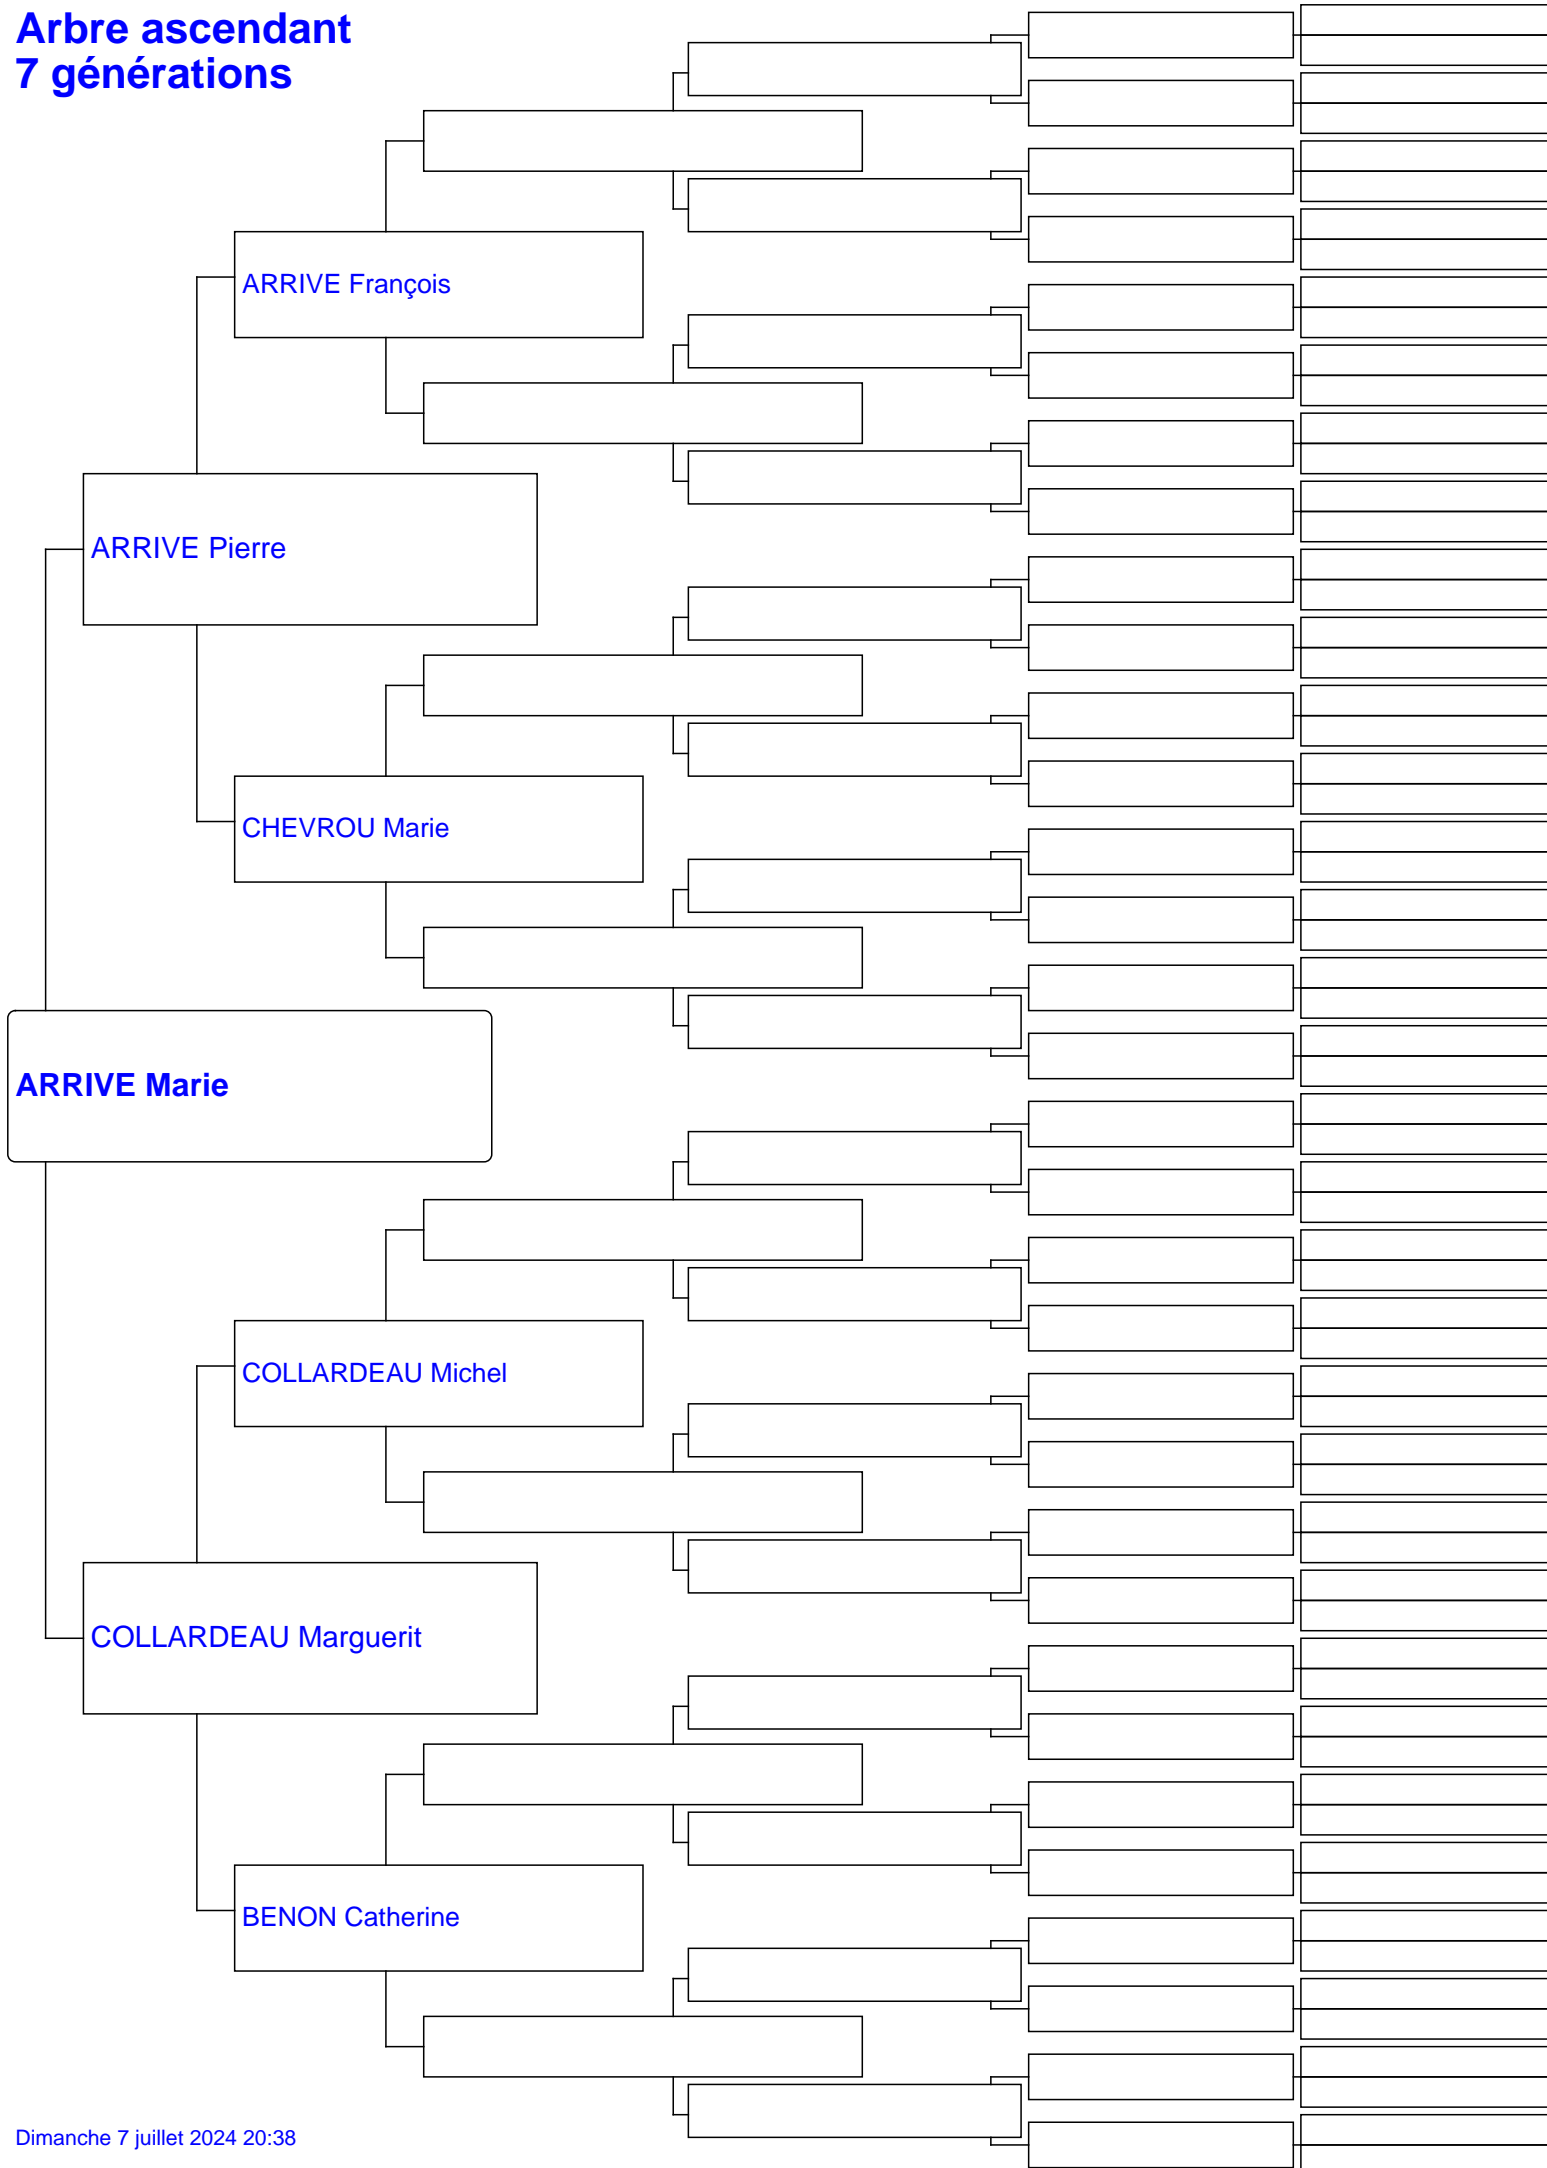 Arbre ascendant
7 générations
ARRIVE François
ARRIVE Pierre
CHEVROU Marie
ARRIVE Marie
COLLARDEAU Michel
COLLARDEAU Marguerit
BENON Catherine
Dimanche 7 juillet 2024 20:38